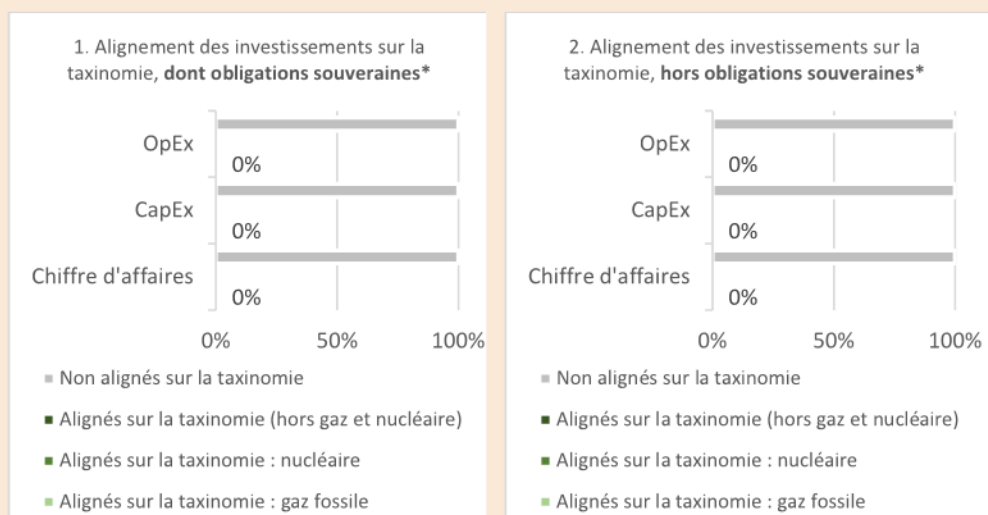 1. Alignement des investissements sur la
taxinomie, dont obligations souveraines*
OpEx
0%
CapEx
0%
Chiffre d'affaires
0%
0% 50% 100%
Non alignés sur la taxinomie
Alignés sur la taxinomie (hors gaz et nucléaire)
Alignés sur la taxinomie : nucléaire
Alignés sur la taxinomie : gaz fossile
2. Alignement des investissements sur la
taxinomie, hors obligations souveraines*
OpEx
0%
CapEx
0%
Chiffre d'affaires
0%
0% 50% 100%
Non alignés sur la taxinomie
Alignés sur la taxinomie (hors gaz et nucléaire)
Alignés sur la taxinomie : nucléaire
Alignés sur la taxinomie : gaz fossile